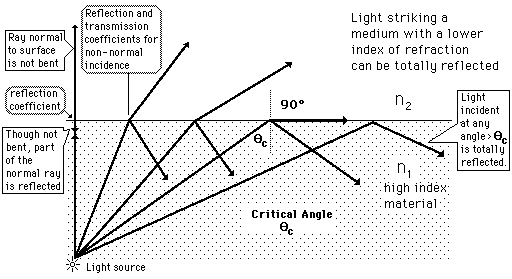 Ray normal
to surface
is not bent
Reflection and
transmission
coefficients for
non-normal
incidence
Light striking a
medium with a lower
index of refraction
can be totally reflected
reflection
coefficient
Though not
bent, part of
the normal
ray is reflected
90°
n2
θc
Light
incident
at any
angle > θc
is totally
reflected.
n1
high index
material
Critical Angle
θc
Light source